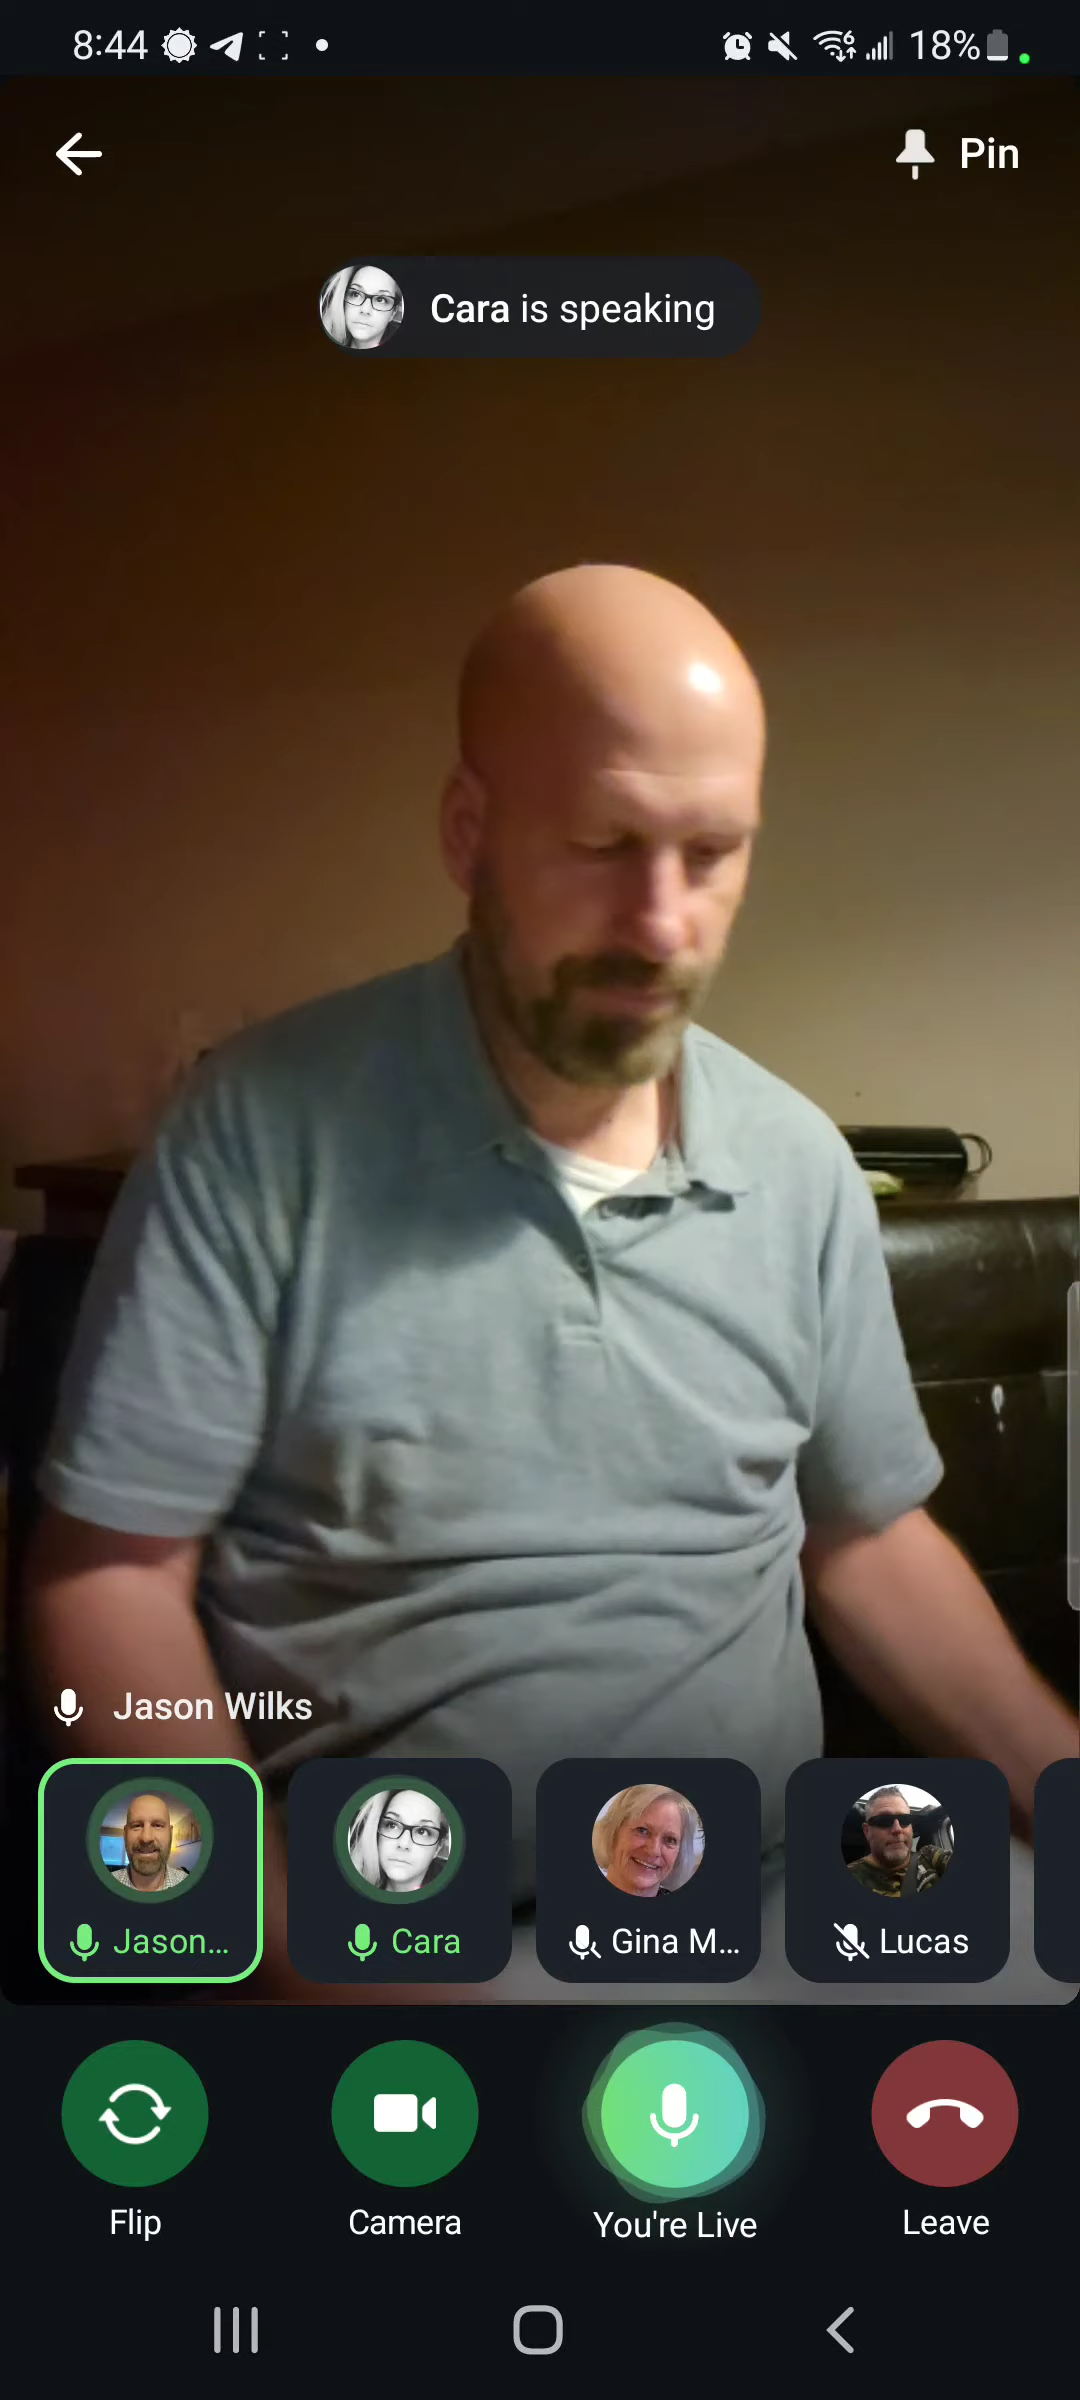 8:44
18%
Pin
Cara is speaking
Jason Wilks
Jason...
Cara
Gina M...
Lucas
Flip
Camera
You're Live
Leave